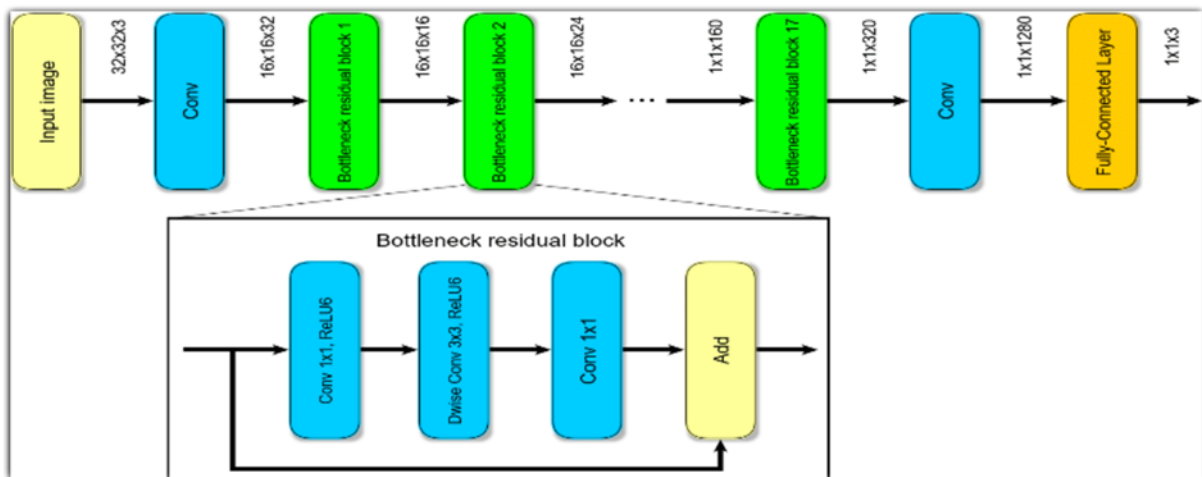 Input image
32x32x3
Conv
16x16x32
Bottleneck residual block 1
16x16x16
Bottleneck residual block 2
16x16x24
...
1x1x160
Bottleneck residual block 17
1x1x320
Conv
1x1x1280
Fully-Connected Layer
1x1x3
Bottleneck residual block
Conv 1x1, ReLU6
Dwise Conv 3x3, ReLU6
Conv 1x1
Add